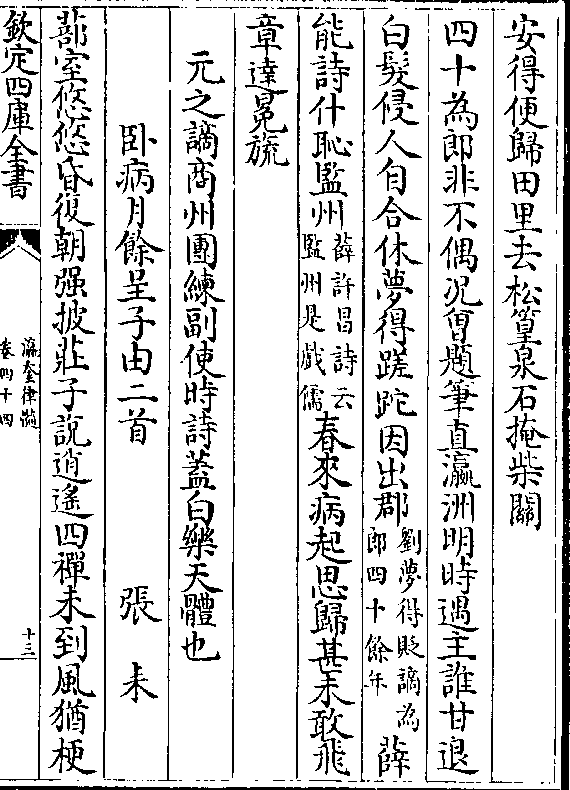 安得便歸田里去松篁泉石掩柴關
四十為郎非不偶況曾題筆直瀛洲明時遇主誰甘退
白髮侵人自合休夢得蹉跎因出郡劉夢得貶謫為郎四十餘年薛
能詩什恥監州薛許昌詩云監州是戲儒春來病起思歸甚未敢飛
章達冕旒
元之謫商州團練副使時詩蓋白樂天體也
卧病月餘呈子由二首 張耒
蔀室悠悠昏復朝强披莊子說逍遙四禪未到風猶梗
欽定四庫全書
瀛奎律髓
卷四十四
十三